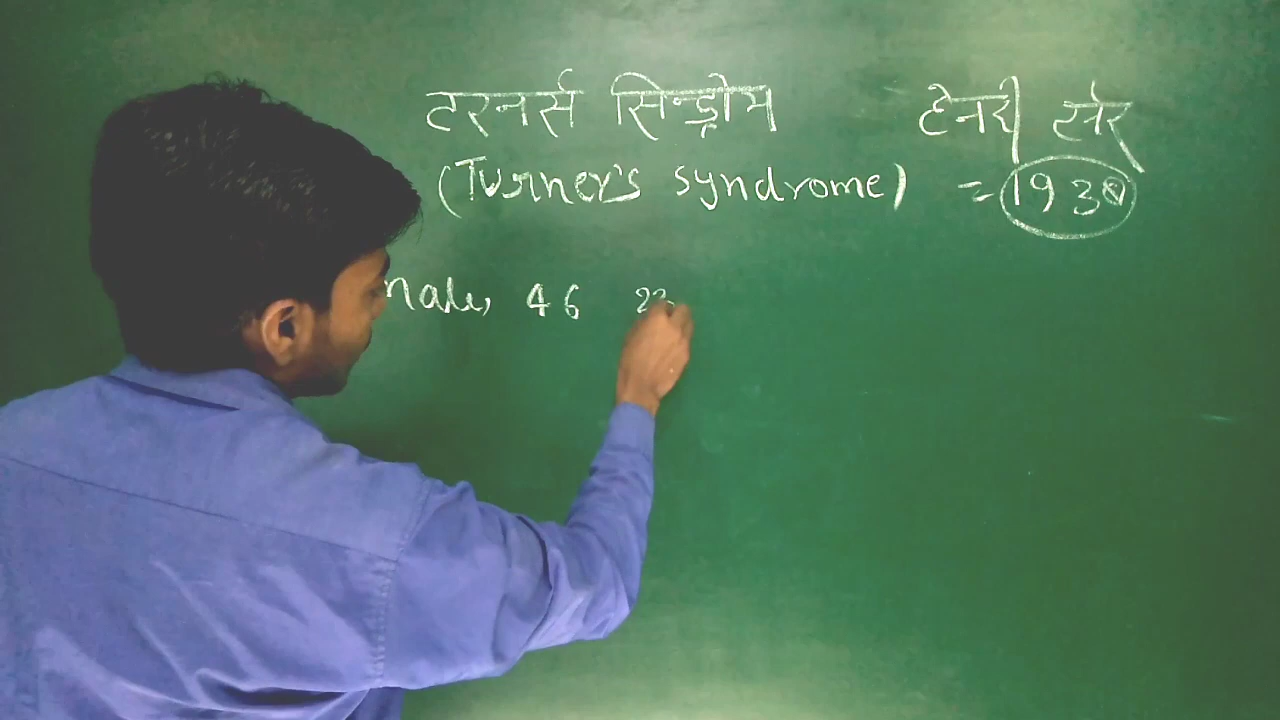 टरनर्स सिन्ड्रोम हेनरी
(Turner's syndrome) = 1938
male, 46